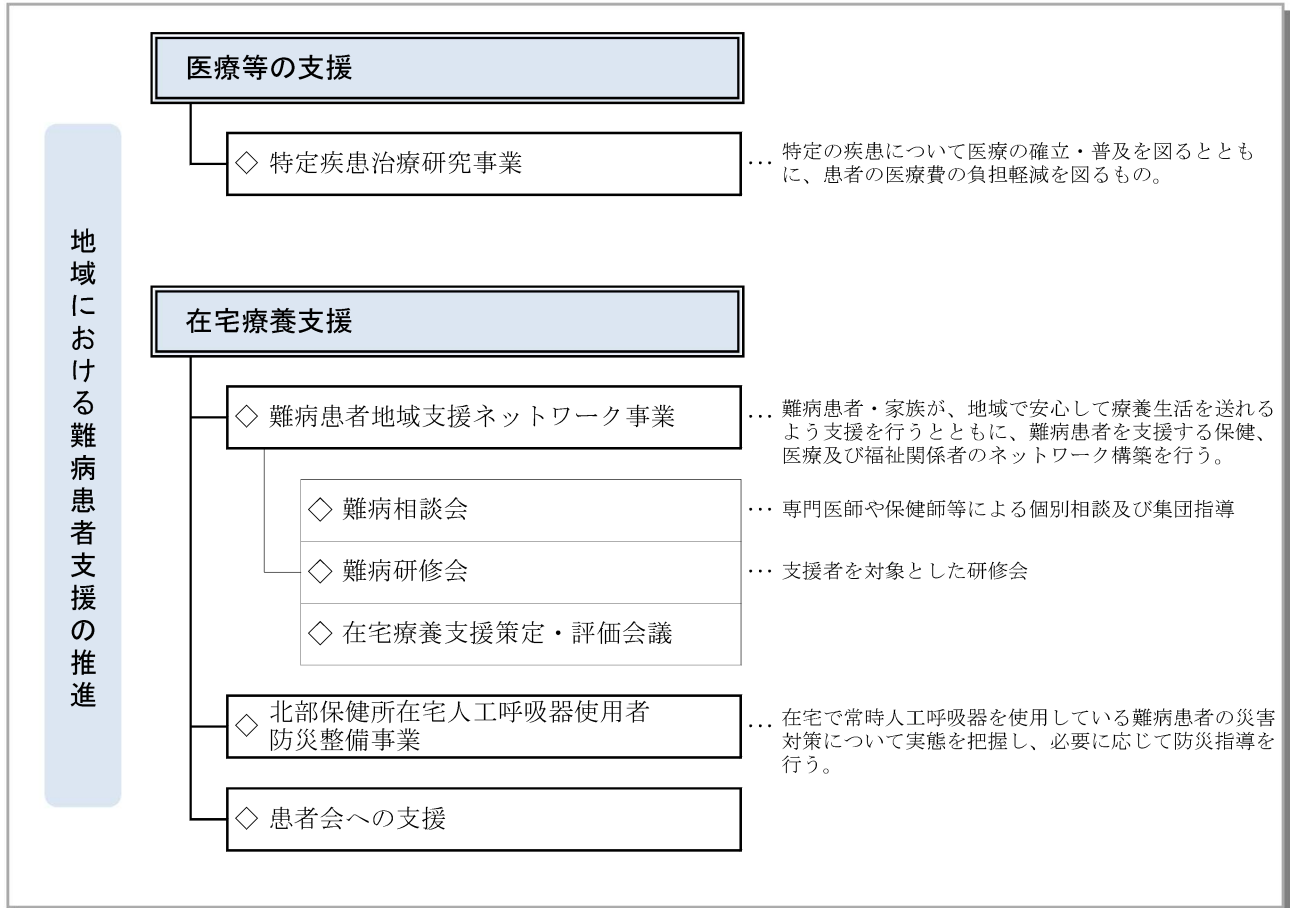 地域における難病患者支援の推進
医療等の支援
◇ 特定疾患治療研究事業
… 特定の疾患について医療の確立・普及を図るととも
に、患者の医療費の負担軽減を図るもの。
在宅療養支援
◇ 難病患者地域支援ネットワーク事業
… 難病患者・家族が、地域で安心して療養生活を送れる
よう支援を行うとともに、難病患者を支援する保健、
医療及び福祉関係者のネットワーク構築を行う。
◇ 難病相談会
… 専門医師や保健師等による個別相談及び集団指導
◇ 難病研修会
… 支援者を対象とした研修会
◇ 在宅療養支援策定・評価会議
◇ 北部保健所在宅人工呼吸器使用者
防災整備事業
… 在宅で常時人工呼吸器を使用している難病患者の災害
対策について実態を把握し、必要に応じて防災指導を
行う。
◇ 患者会への支援